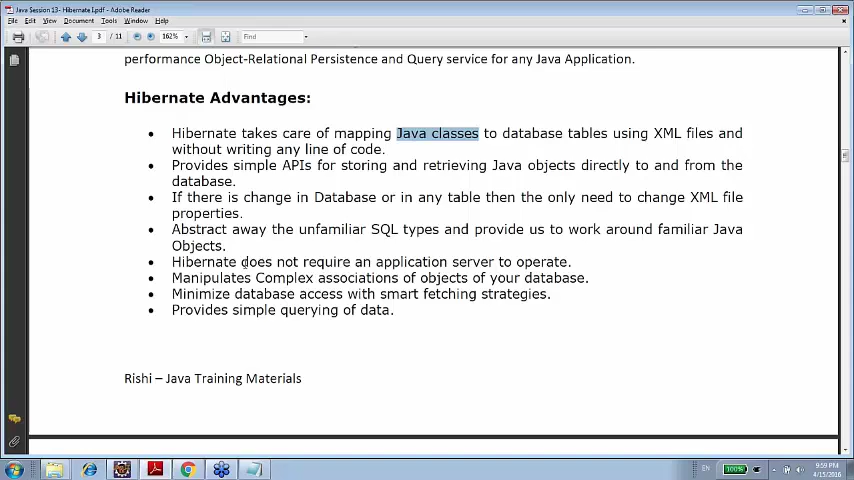 Java Session 13- Hibernate I.pdf - Adobe Reader
File Edit View Document Tools Window Help
3 / 11 162% Find
performance Object-Relational Persistence and Query service for any Java Application.
Hibernate Advantages:
• Hibernate takes care of mapping Java classes to database tables using XML files and
without writing any line of code.
• Provides simple APIs for storing and retrieving Java objects directly to and from the
database.
• If there is change in Database or in any table then the only need to change XML file
properties.
• Abstract away the unfamiliar SQL types and provide us to work around familiar Java
Objects.
• Hibernate does not require an application server to operate.
• Manipulates Complex associations of objects of your database.
• Minimize database access with smart fetching strategies.
• Provides simple querying of data.
Rishi – Java Training Materials
EN 100% 9:59 PM
4/15/2016